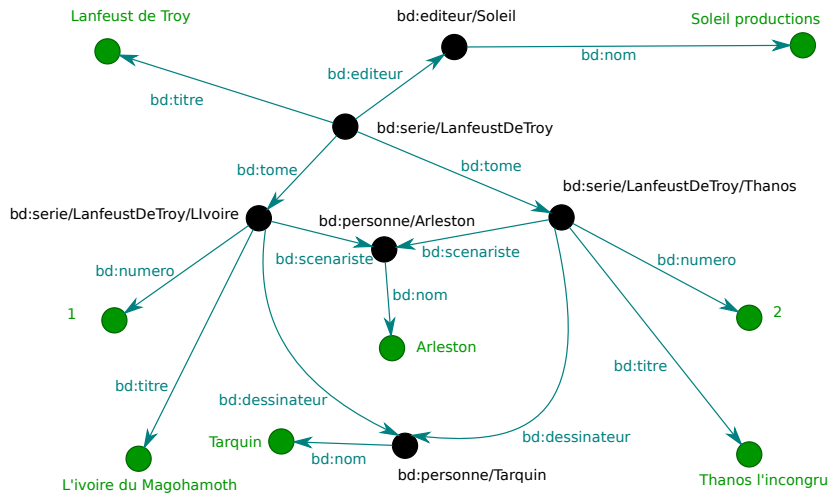 Lanfeust de Troy
bd:editeur/Soleil
Soleil productions
bd:nom
bd:editeur
bd:titre
bd:serie/LanfeustDeTroy
bd:tome
bd:tome
bd:serie/LanfeustDeTroy/Thanos
bd:serie/LanfeustDeTroy/LIvoire
bd:personne/Arleston
bd:scenariste
bd:scenariste
bd:numero
bd:numero
bd:nom
1
2
Arleston
bd:titre
bd:titre
bd:dessinateur
bd:dessinateur
Tarquin
bd:nom
bd:personne/Tarquin
L'ivoire du Magohamoth
Thanos l'incongru